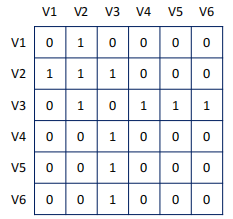 V1 V2 V3 V4 V5 V6
V1 0 1 0 0 0 0
V2 1 1 1 0 0 0
V3 0 1 0 1 1 1
V4 0 0 1 0 0 0
V5 0 0 1 0 0 0
V6 0 0 1 0 0 0